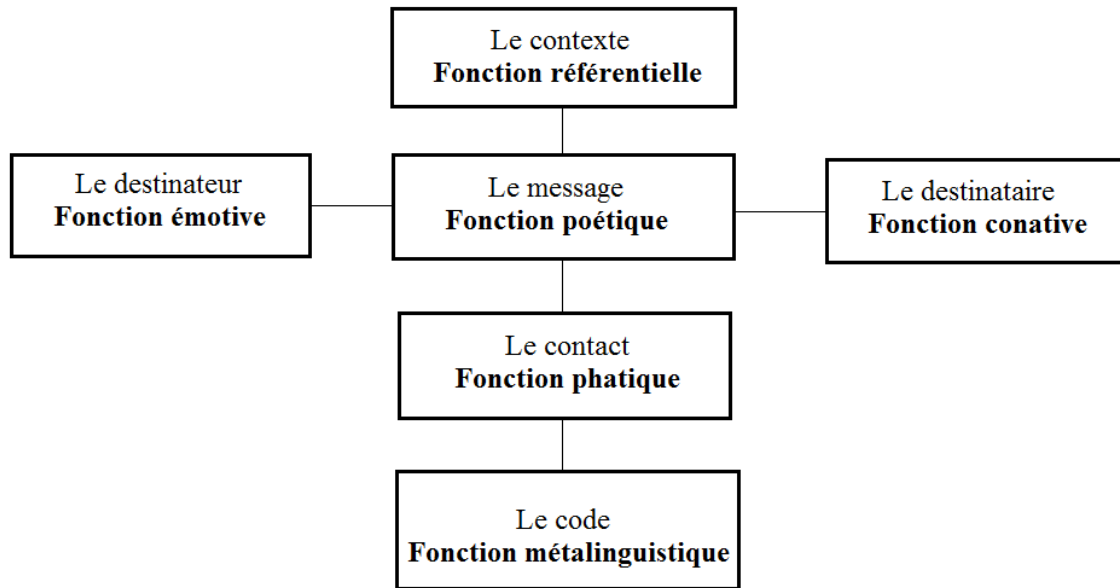 Le contexte
Fonction référentielle
Le destinateur
Fonction émotive
Le message
Fonction poétique
Le destinataire
Fonction conative
Le contact
Fonction phatique
Le code
Fonction métalinguistique